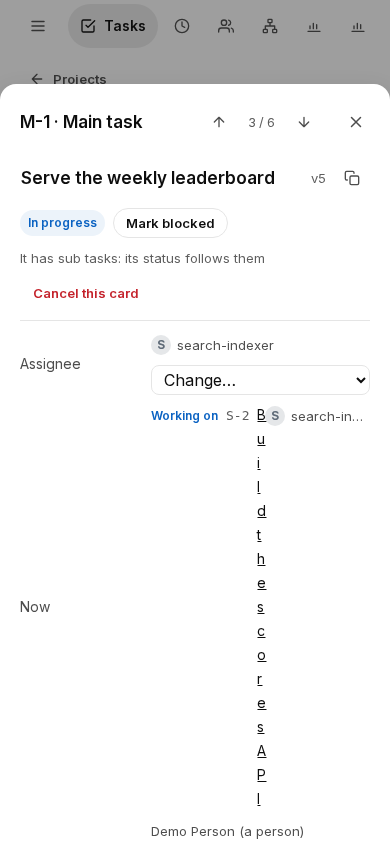 Tasks
Projects
M-1 · Main task
3 / 6
Serve the weekly leaderboard
v5
In progress
Mark blocked
It has sub tasks: its status follows them
Cancel this card
Assignee
S search-indexer
Change...
Now
Working on S-2 Build the scores API S search-in...
Demo Person (a person)